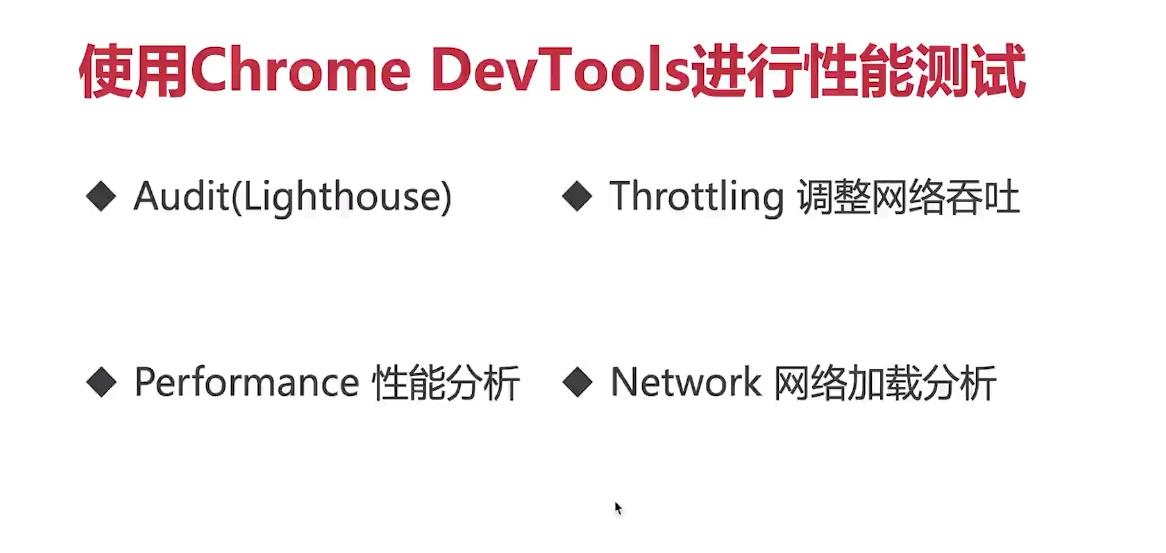 使用Chrome DevTools进行性能测试
◆ Audit(Lighthouse)
◆ Throttling 调整网络吞吐
◆ Performance 性能分析
◆ Network 网络加载分析